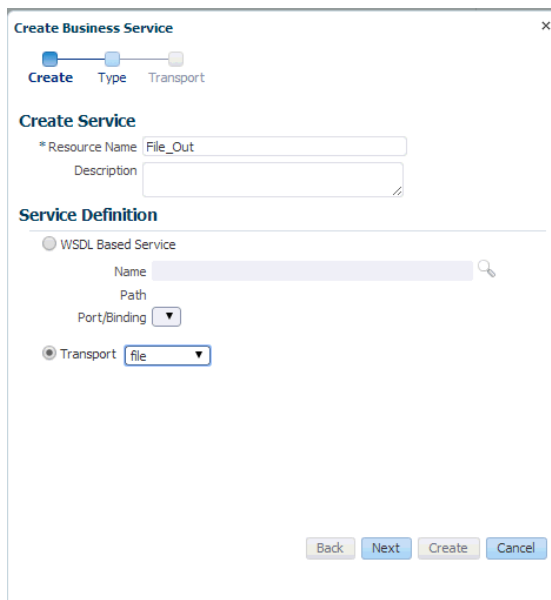 Create Business Service
×
Create Type Transport
Create Service
* Resource Name File_Out
Description
Service Definition
WSDL Based Service
Name
Path
Port/Binding
Transport file
Back Next Create Cancel